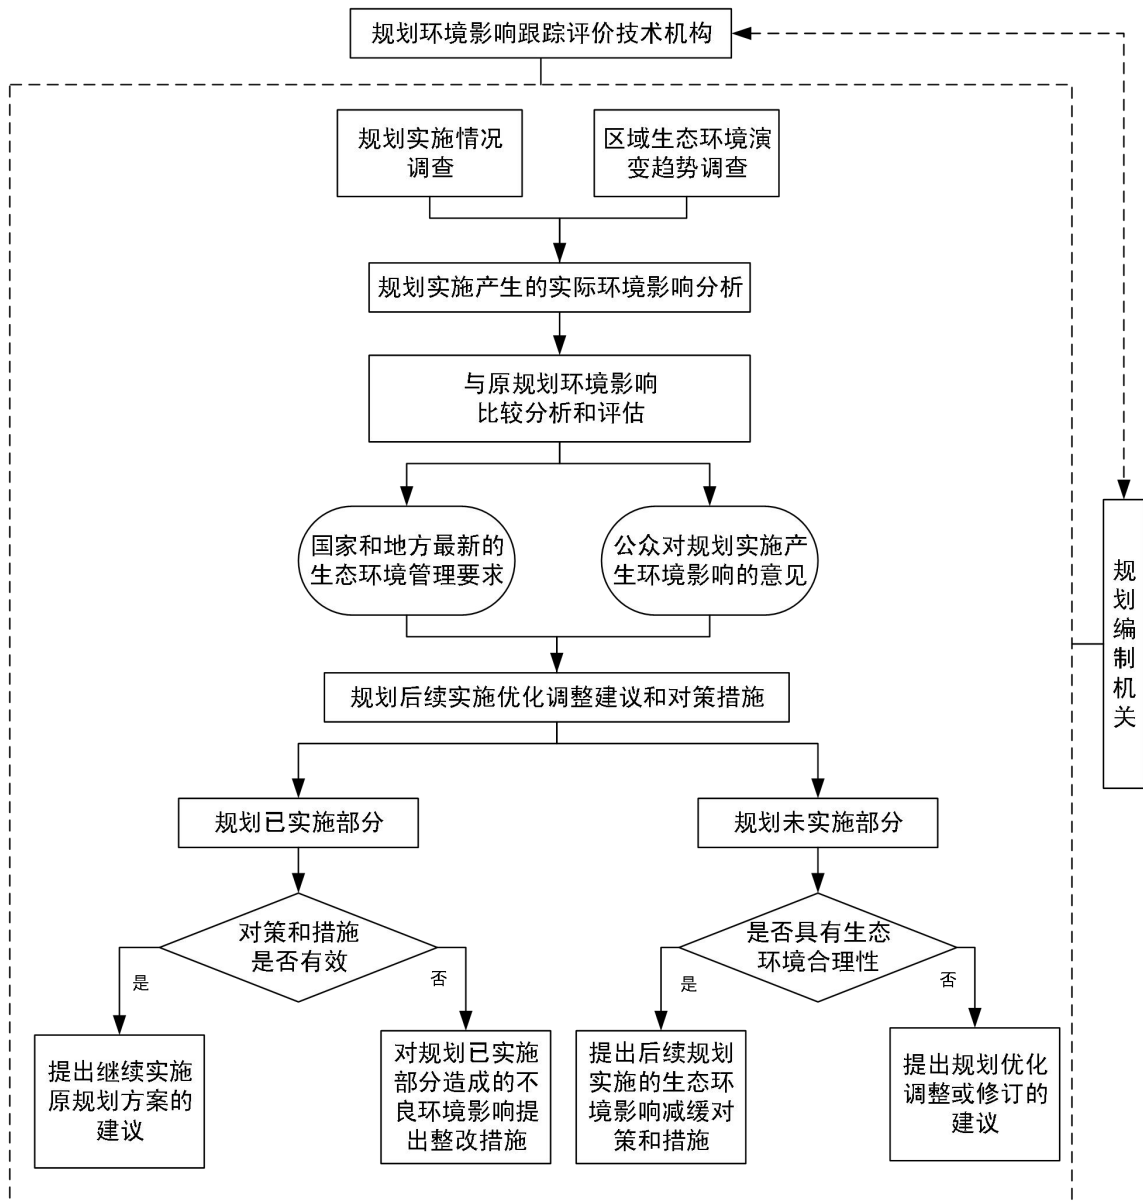 规划环境影响跟踪评价技术机构
规划实施情况
调查
区域生态环境演
变趋势调查
规划实施产生的实际环境影响分析
与原规划环境影响
比较分析和评估
国家和地方最新的
生态环境管理要求
公众对规划实施产
生环境影响的意见
规划编制机关
规划后续实施优化调整建议和对策措施
规划已实施部分
规划未实施部分
对策和措施
是否有效
是否具有生态
环境合理性
是
否
是
否
提出继续实施
原规划方案的
建议
对规划已实施
部分造成的不
良环境影响提
出整改措施
提出后续规划
实施的生态环
境影响减缓对
策和措施
提出规划优化
调整或修订的
建议